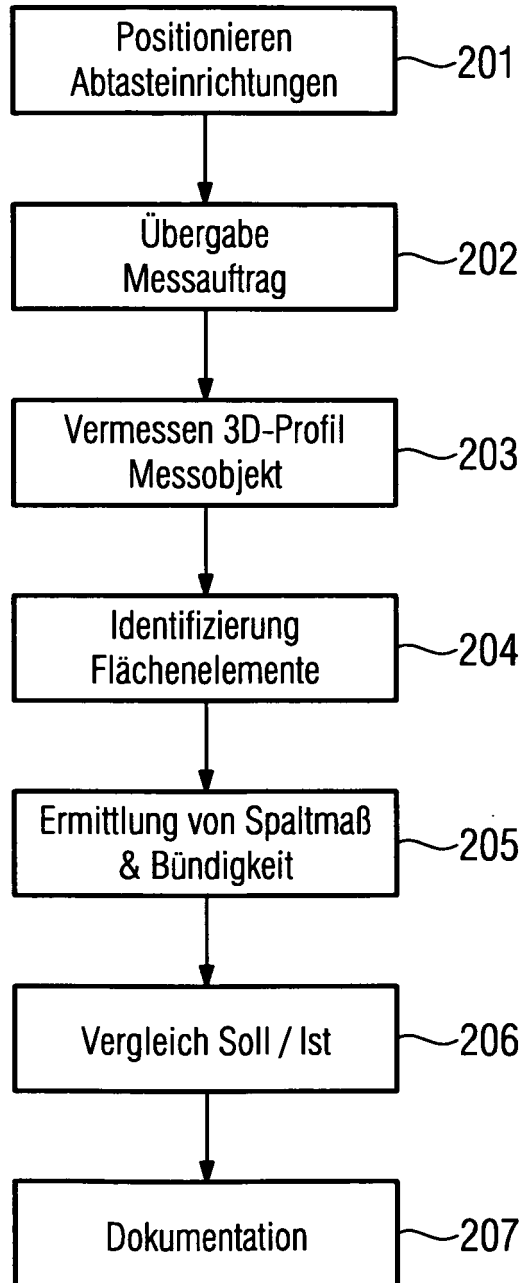 Positionieren
Abtasteinrichtungen
201
Übergabe
Messauftrag
202
Vermessen 3D-Profil
Messobjekt
203
Identifizierung
Flächenelemente
204
Ermittlung von Spaltmaß
& Bündigkeit
205
Vergleich Soll / Ist
206
Dokumentation
207